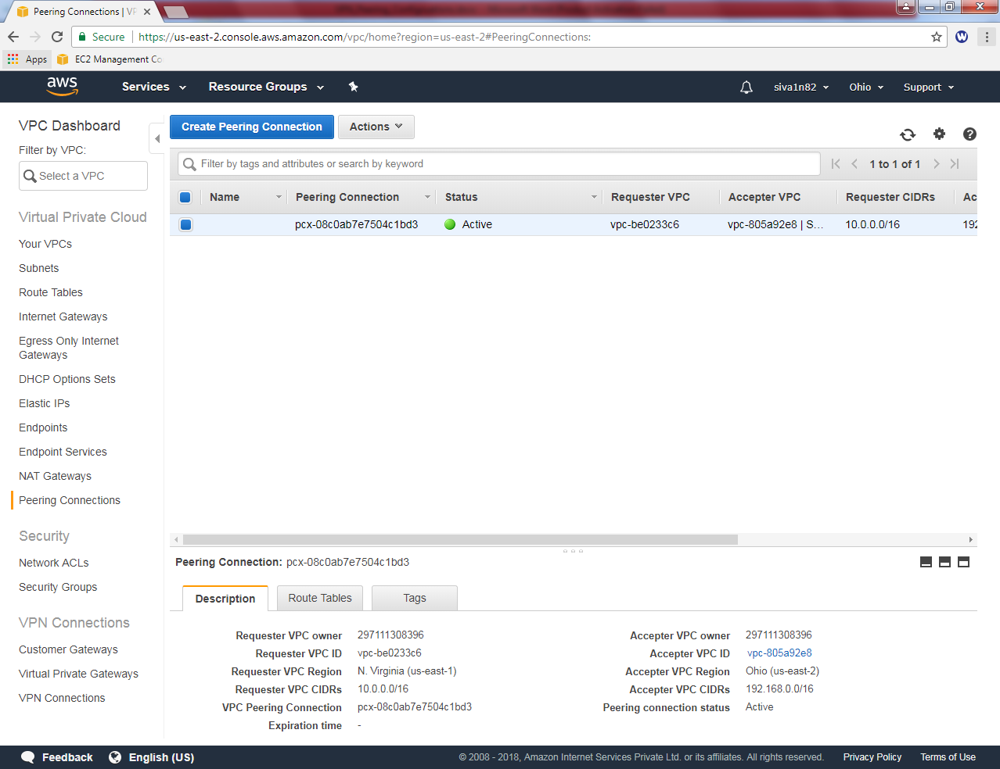 Peering Connections | VP
Secure https://us-east-2.console.aws.amazon.com/vpc/home?region=us-east-2#PeeringConnections:
Apps EC2 Management Co
aws Services Resource Groups siva1n82 Ohio Support
VPC Dashboard
Filter by VPC:
Select a VPC
Virtual Private Cloud
Your VPCs
Subnets
Route Tables
Internet Gateways
Egress Only Internet
Gateways
DHCP Options Sets
Elastic IPs
Endpoints
Endpoint Services
NAT Gateways
Peering Connections
Security
Network ACLs
Security Groups
VPN Connections
Customer Gateways
Virtual Private Gateways
VPN Connections
Create Peering Connection Actions
Filter by tags and attributes or search by keyword 1 to 1 of 1
Name Peering Connection Status Requester VPC Accepter VPC Requester CIDRs Ac
pcx-08c0ab7e7504c1bd3 Active vpc-be0233c6 vpc-805a92e8 | S... 10.0.0.0/16 192
Peering Connection: pcx-08c0ab7e7504c1bd3
Description Route Tables Tags
Requester VPC owner 297111308396 Accepter VPC owner 297111308396
Requester VPC ID vpc-be0233c6 Accepter VPC ID vpc-805a92e8
Requester VPC Region N. Virginia (us-east-1) Accepter VPC Region Ohio (us-east-2)
Requester VPC CIDRs 10.0.0.0/16 Accepter VPC CIDRs 192.168.0.0/16
VPC Peering Connection pcx-08c0ab7e7504c1bd3 Peering connection status Active
Expiration time -
Feedback English (US) © 2008 - 2018, Amazon Internet Services Private Ltd. or its affiliates. All rights reserved. Privacy Policy Terms of Use